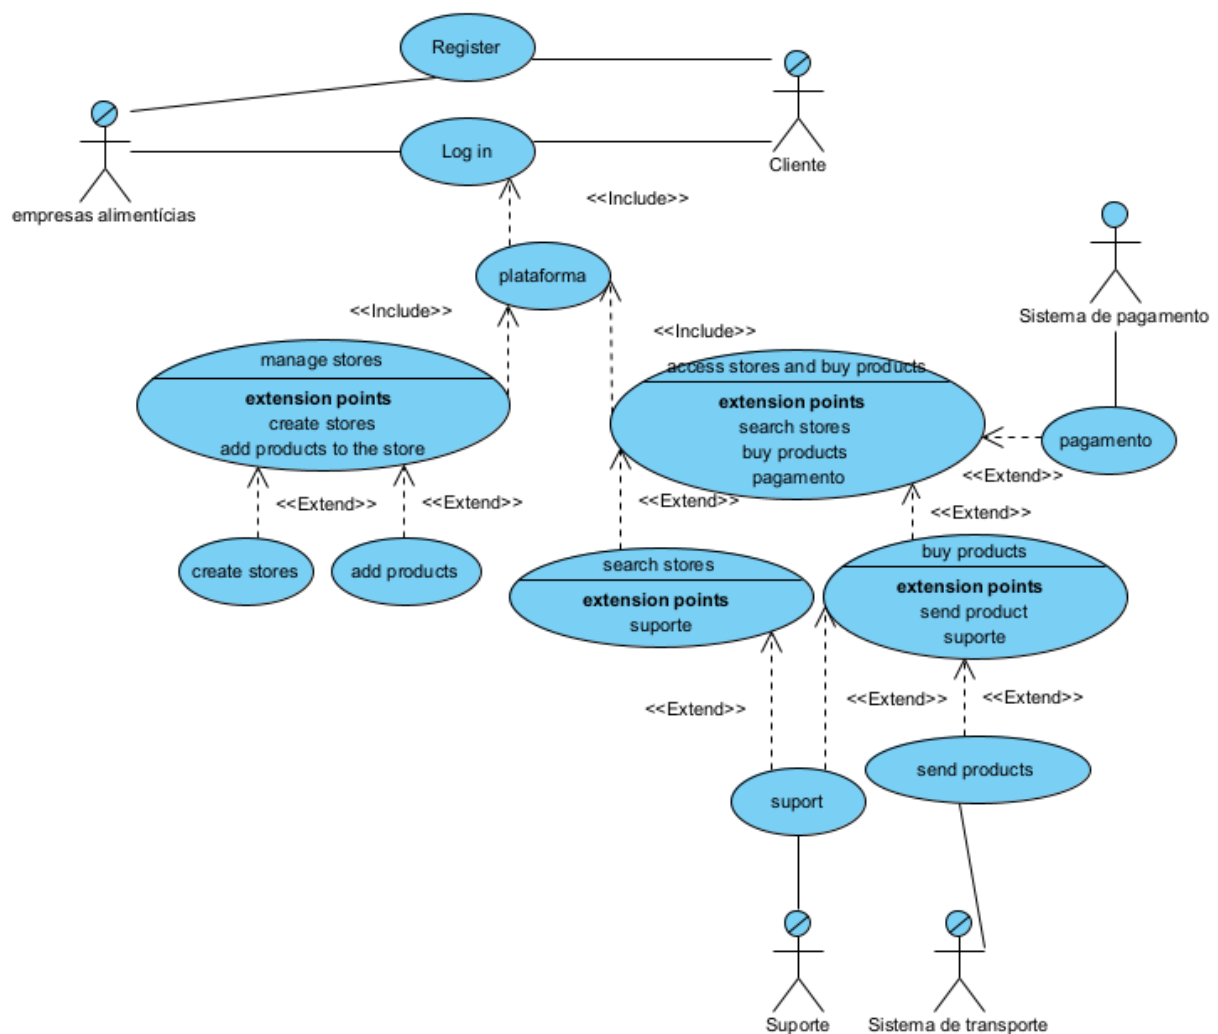 Register
Log in
Cliente
empresas alimentícias
<<Include>>
plataforma
Sistema de pagamento
<<Include>>
<<Include>>
manage stores
extension points
create stores
add products to the store
access stores and buy products
extension points
search stores
buy products
pagamento
pagamento
<<Extend>>
<<Extend>>
<<Extend>>
<<Extend>>
<<Extend>>
create stores
add products
search stores
extension points
suporte
buy products
extension points
send product
suporte
<<Extend>>
<<Extend>>
<<Extend>>
send products
suport
Suporte
Sistema de transporte